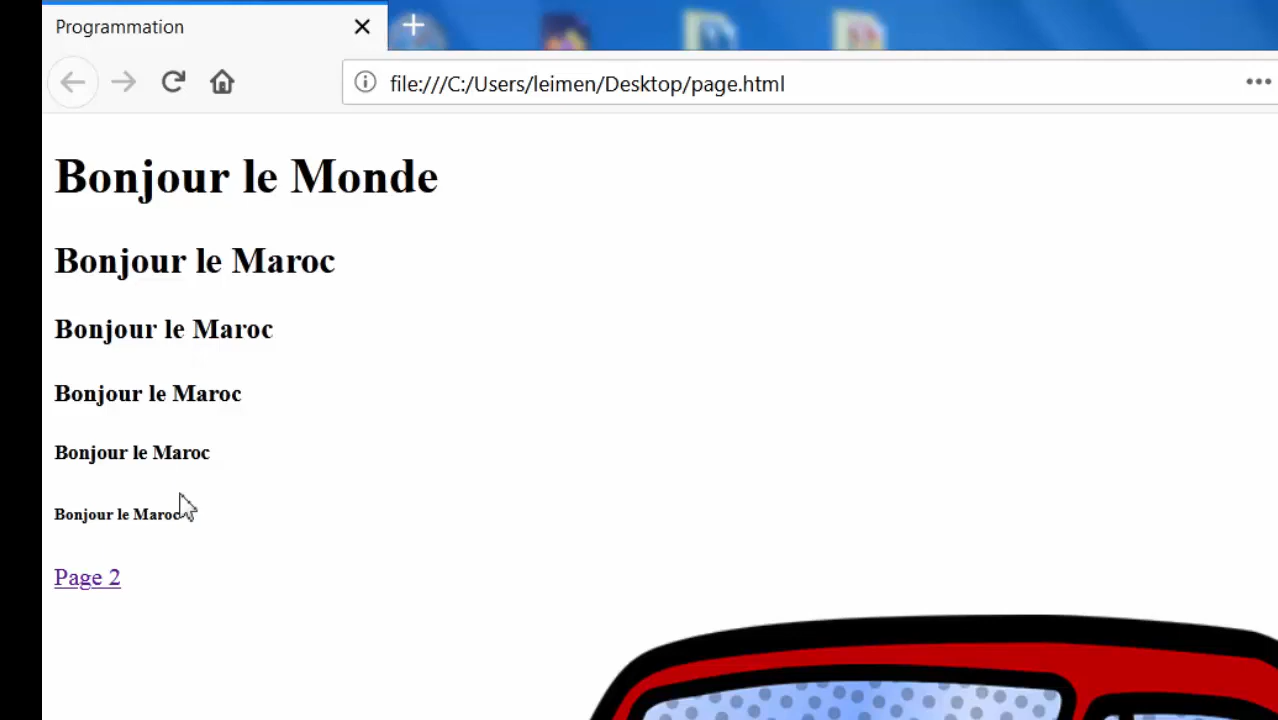 Programmation
file:///C:/Users/leimen/Desktop/page.html
Bonjour le Monde
Bonjour le Maroc
Bonjour le Maroc
Bonjour le Maroc
Bonjour le Maroc
Bonjour le Maroc
Page 2